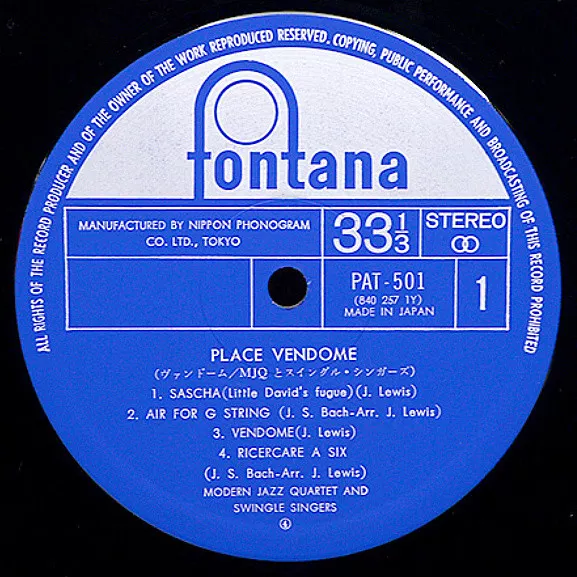 ALL RIGHTS OF THE RECORD PRODUCER AND OF THE OWNER OF THE WORK REPRODUCED RESERVED. COPYING, PUBLIC PERFORMANCE AND BROADCASTING OF THIS RECORD PROHIBITED
fontana
MANUFACTURED BY NIPPON PHONOGRAM
CO. LTD., TOKYO
33 1/3
STEREO
PAT-501
(840 257 1Y)
MADE IN JAPAN
1
PLACE VENDOME
(ヴァンドーム/MJQ とスイングル・シンガーズ)
1. SASCHA(Little David's fugue)(J. Lewis)
2. AIR FOR G STRING (J. S. Bach-Arr. J. Lewis)
3. VENDOME(J. Lewis)
4. RICERCARE A SIX
(J. S. Bach-Arr. J. Lewis)
MODERN JAZZ QUARTET AND
SWINGLE SINGERS
④